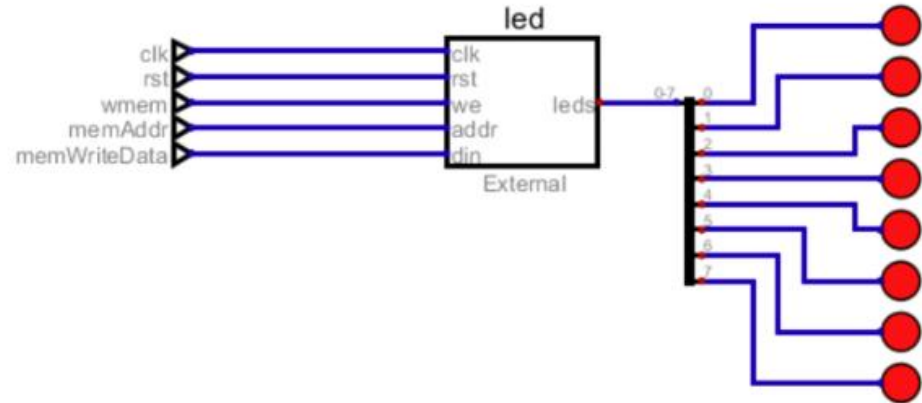 led
clk
rst
wmem
memAddr
memWriteData
clk
rst
we
addr
din
leds
External
0-7
0
1
2
3
4
5
6
7